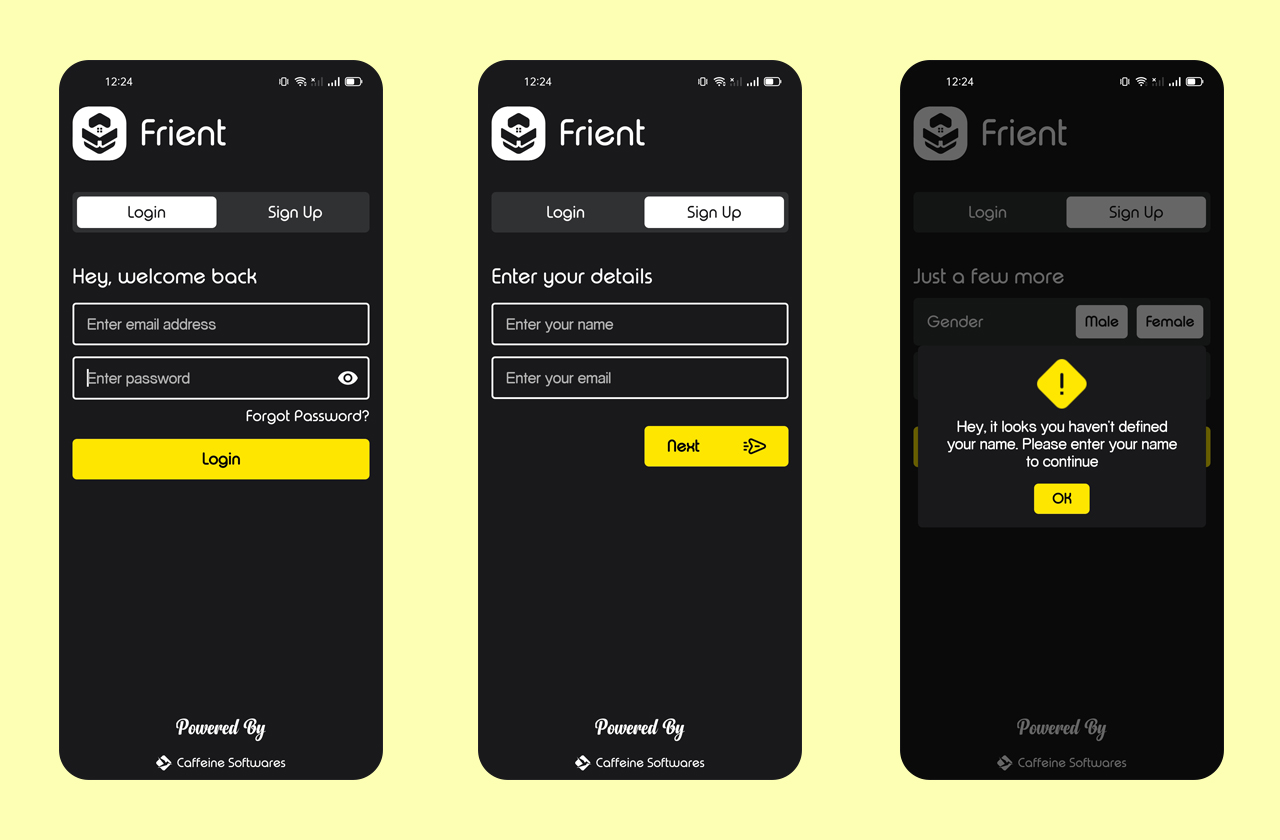 12:24
Frient
Login
Sign Up
Hey, welcome back
Enter email address
Enter password
Forgot Password?
Login
Powered By
Caffeine Softwares
12:24
Frient
Login
Sign Up
Enter your details
Enter your name
Enter your email
Next
Powered By
Caffeine Softwares
12:24
Frient
Login
Sign Up
Just a few more
Gender
Male
Female
!
Hey, it looks you haven't defined
your name. Please enter your name
to continue
OK
Powered By
Caffeine Softwares